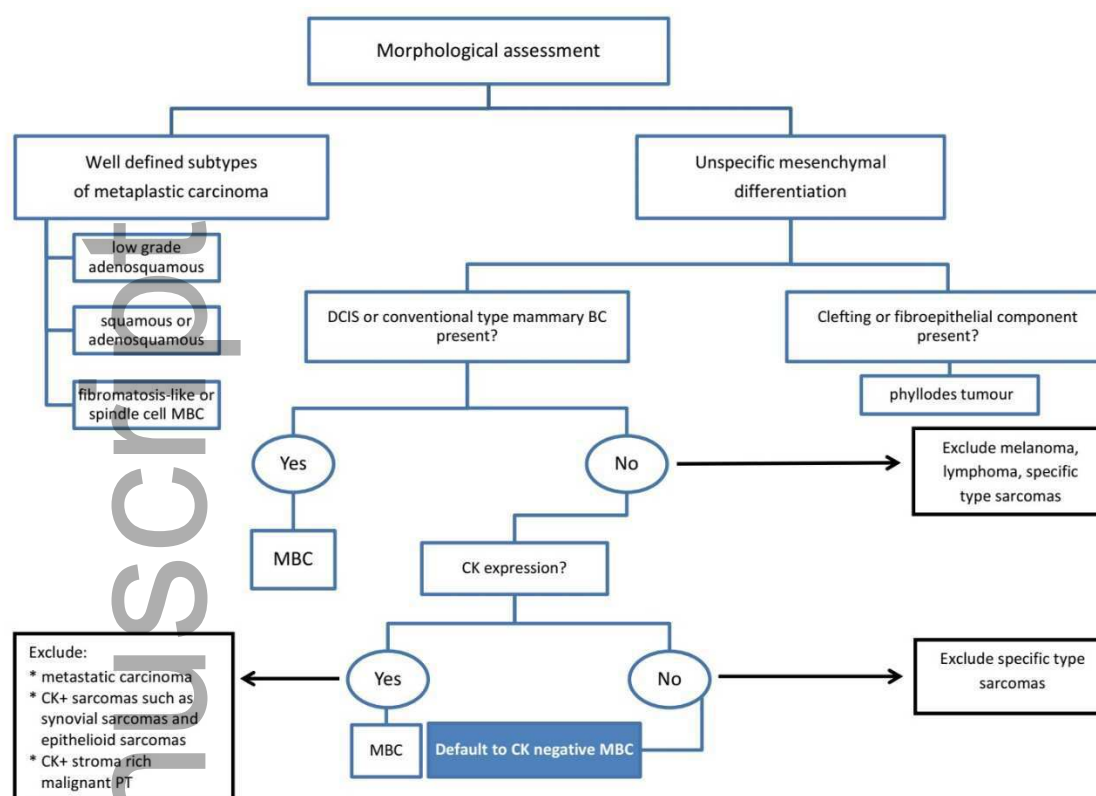 Morphological assessment
Well defined subtypes
of metaplastic carcinoma
Unspecific mesenchymal
differentiation
low grade
adenosquamous
squamous or
adenosquamous
fibromatosis-like or
spindle cell MBC
DCIS or conventional type mammary BC
present?
Clefting or fibroepithelial component
present?
phyllodes tumour
Yes
No
Exclude melanoma,
lymphoma, specific
type sarcomas
MBC
CK expression?
Exclude:
* metastatic carcinoma
* CK+ sarcomas such as
synovial sarcomas and
epithelioid sarcomas
* CK+ stroma rich
malignant PT
Yes
No
Exclude specific type
sarcomas
MBC
Default to CK negative MBC
nuscript